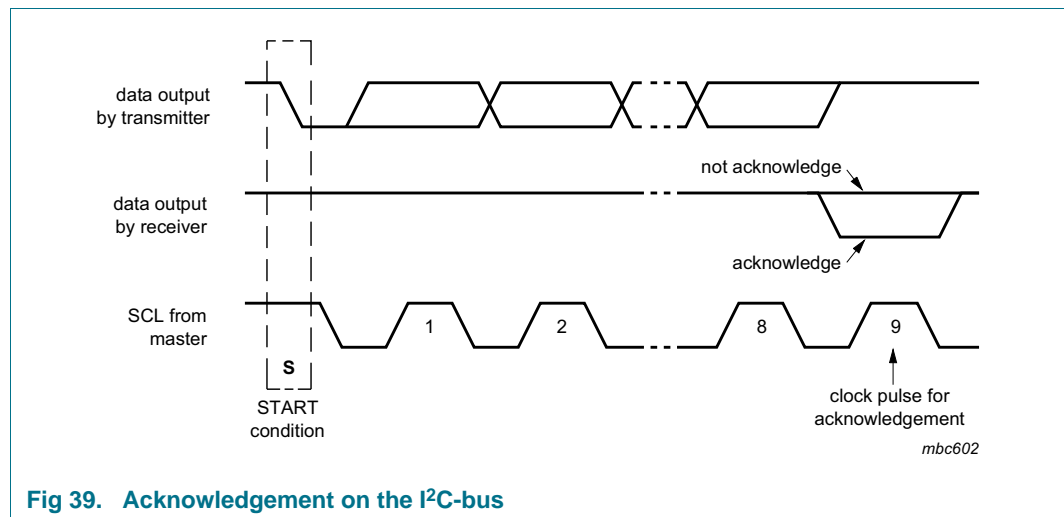 data output
by transmitter
not acknowledge
data output
by receiver
acknowledge
SCL from
master
1
2
8
9
S
START
condition
clock pulse for
acknowledgement
mbc602
Fig 39. Acknowledgement on the I²C-bus